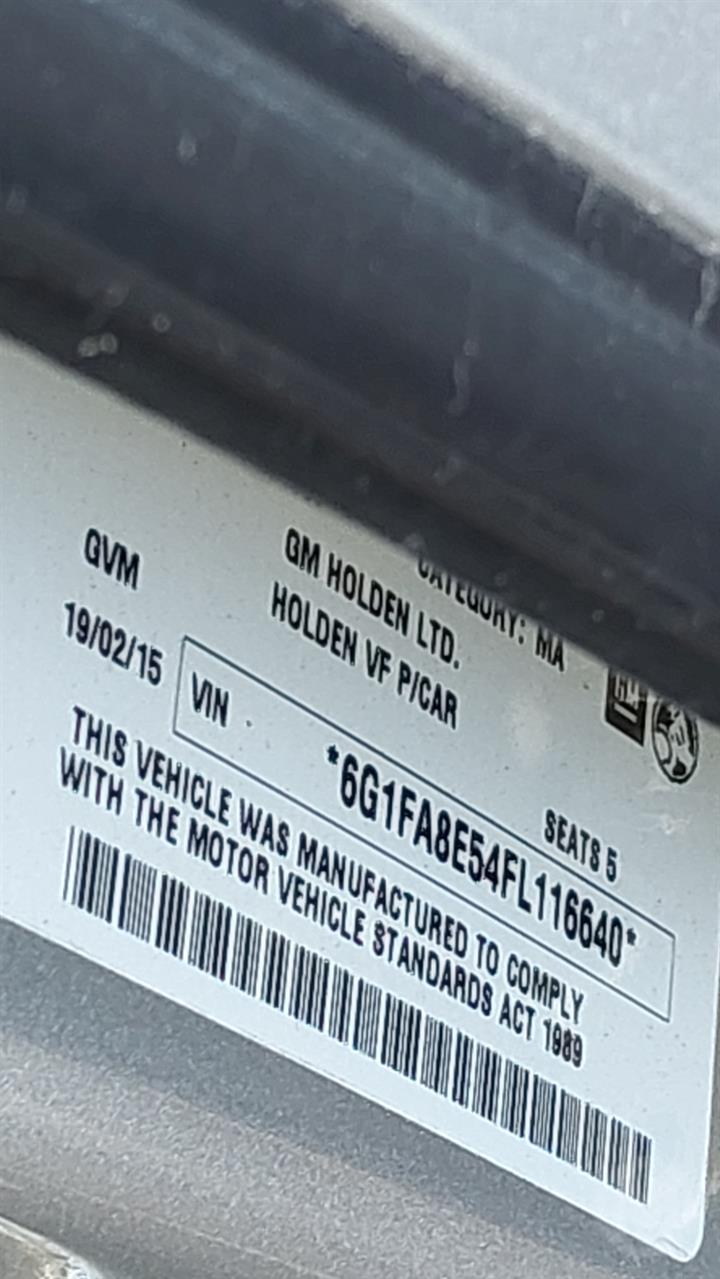 CATEGORY: MA
GM HOLDEN LTD.
HOLDEN VF P/CAR
GVM
19/02/15
SEATS 5
VIN *6G1FA8E54FL116640*
THIS VEHICLE WAS MANUFACTURED TO COMPLY
WITH THE MOTOR VEHICLE STANDARDS ACT 1989
GM